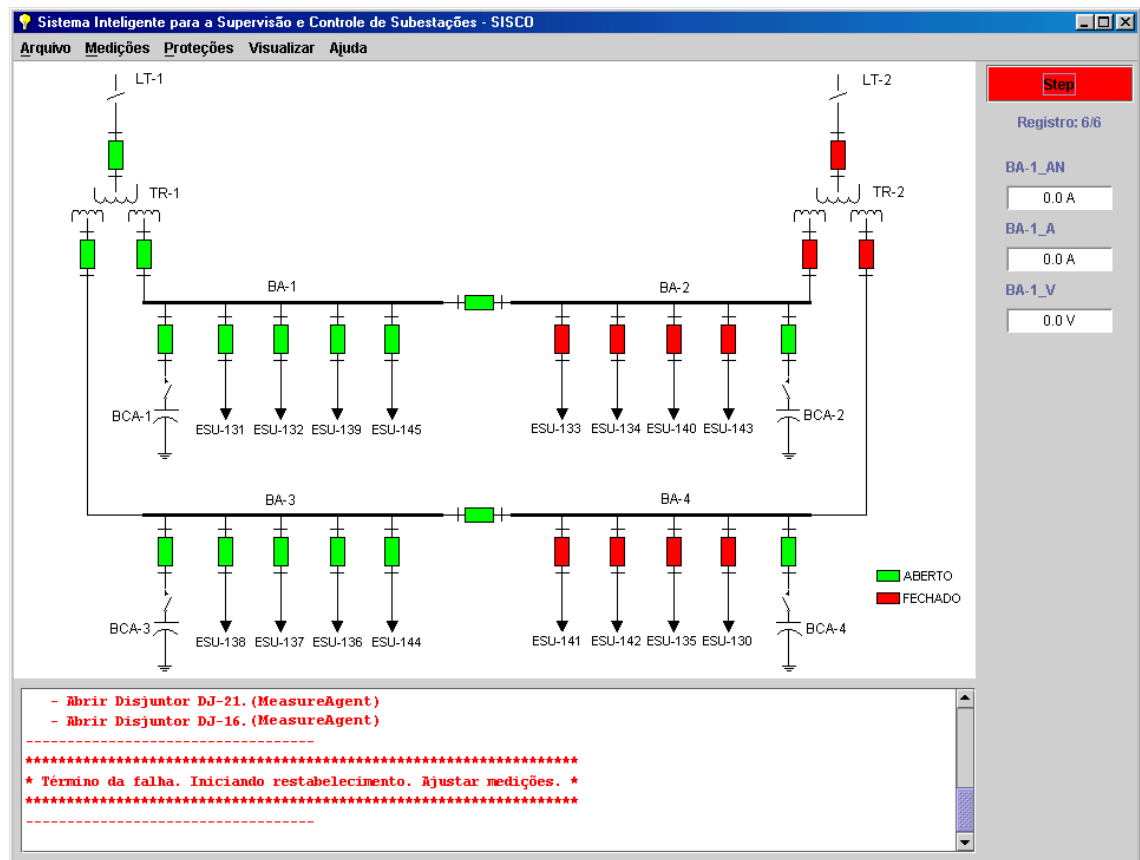 Sistema Inteligente para a Supervisão e Controle de Subestações - SISCO
Arquivo Medições Proteções Visualizar Ajuda
LT-1
LT-2
TR-1
TR-2
BA-1
BA-2
BCA-1
ESU-131 ESU-132 ESU-139 ESU-145
ESU-133 ESU-134 ESU-140 ESU-143
BCA-2
BA-3
BA-4
BCA-3
ESU-138 ESU-137 ESU-136 ESU-144
ESU-141 ESU-142 ESU-135 ESU-130
BCA-4
ABERTO
FECHADO
Step
Registro: 6/6
BA-1_AN
0.0 A
BA-1_A
0.0 A
BA-1_V
0.0 V
- Abrir Disjuntor DJ-21.(MeasureAgent)
- Abrir Disjuntor DJ-16.(MeasureAgent)
-----------------------------------
*******************************************************************
* Término da falha. Iniciando restabelecimento. Ajustar medições. *
*******************************************************************
-----------------------------------